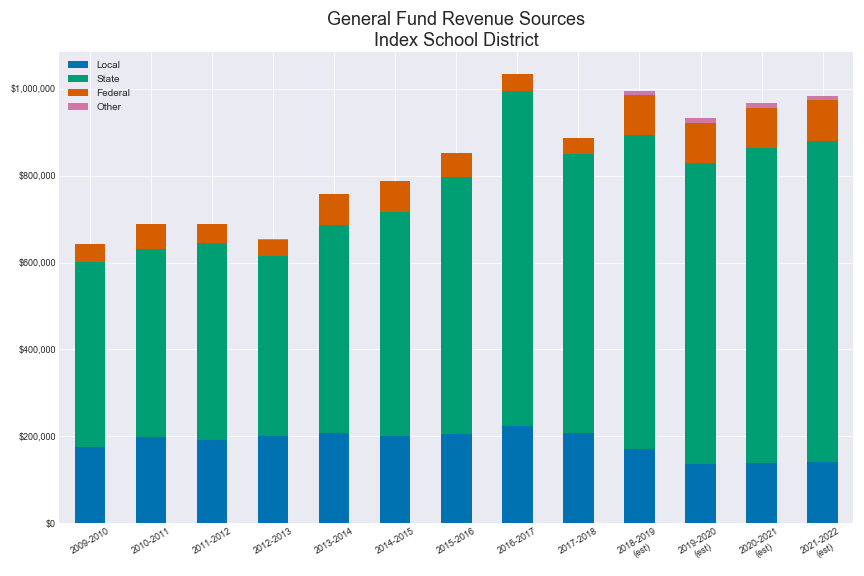 General Fund Revenue Sources
Index School District
Local
State
Federal
Other
$1,000,000
$800,000
$600,000
$400,000
$200,000
$0
2009-2010
2010-2011
2011-2012
2012-2013
2013-2014
2014-2015
2015-2016
2016-2017
2017-2018
2018-2019
(est)
2019-2020
(est)
2020-2021
(est)
2021-2022
(est)